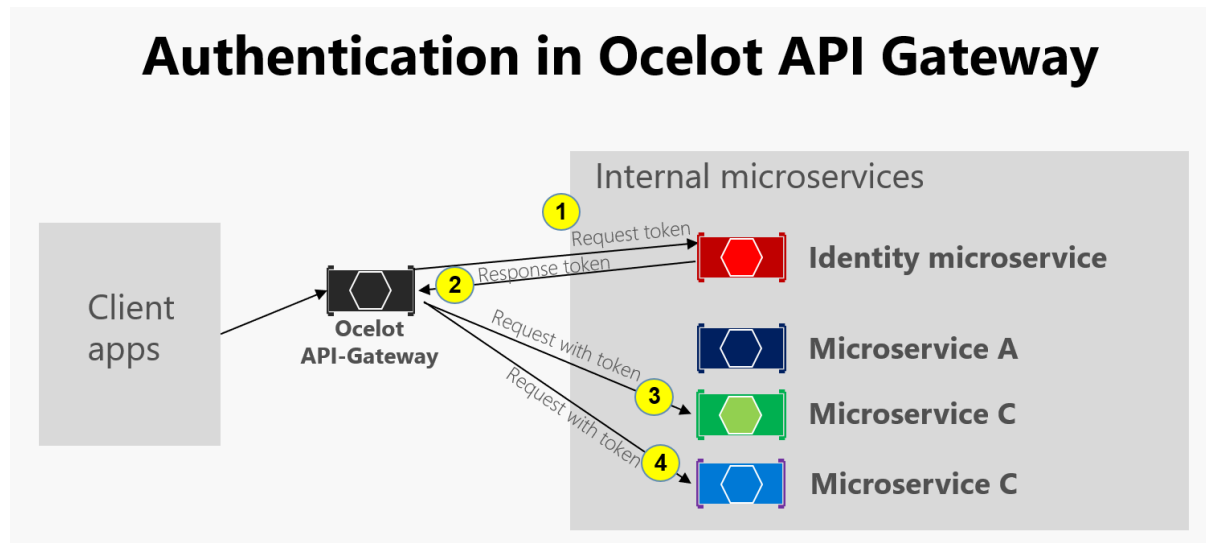 Authentication in Ocelot API Gateway
Internal microservices
1
Request token
Identity microservice
2
Response token
Client
apps
Ocelot
API-Gateway
Request with token
3
Request with token
4
Microservice A
Microservice C
Microservice C